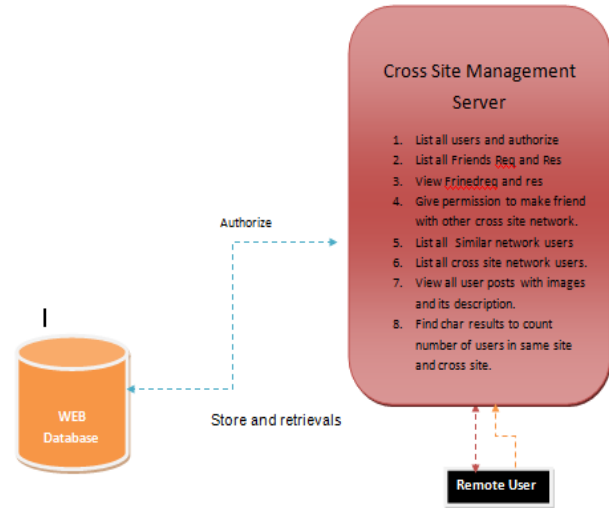 Cross Site Management
Server
1. List all users and authorize
2. List all Friends Req and Res
3. View Frinedreq and res
4. Give permission to make friend
with other cross site network.
5. List all Similar network users
6. List all cross site network users.
7. View all user posts with images
and its description.
8. Find char results to count
number of users in same site
and cross site.
Authorize
l
WEB
Database
Store and retrievals
Remote User